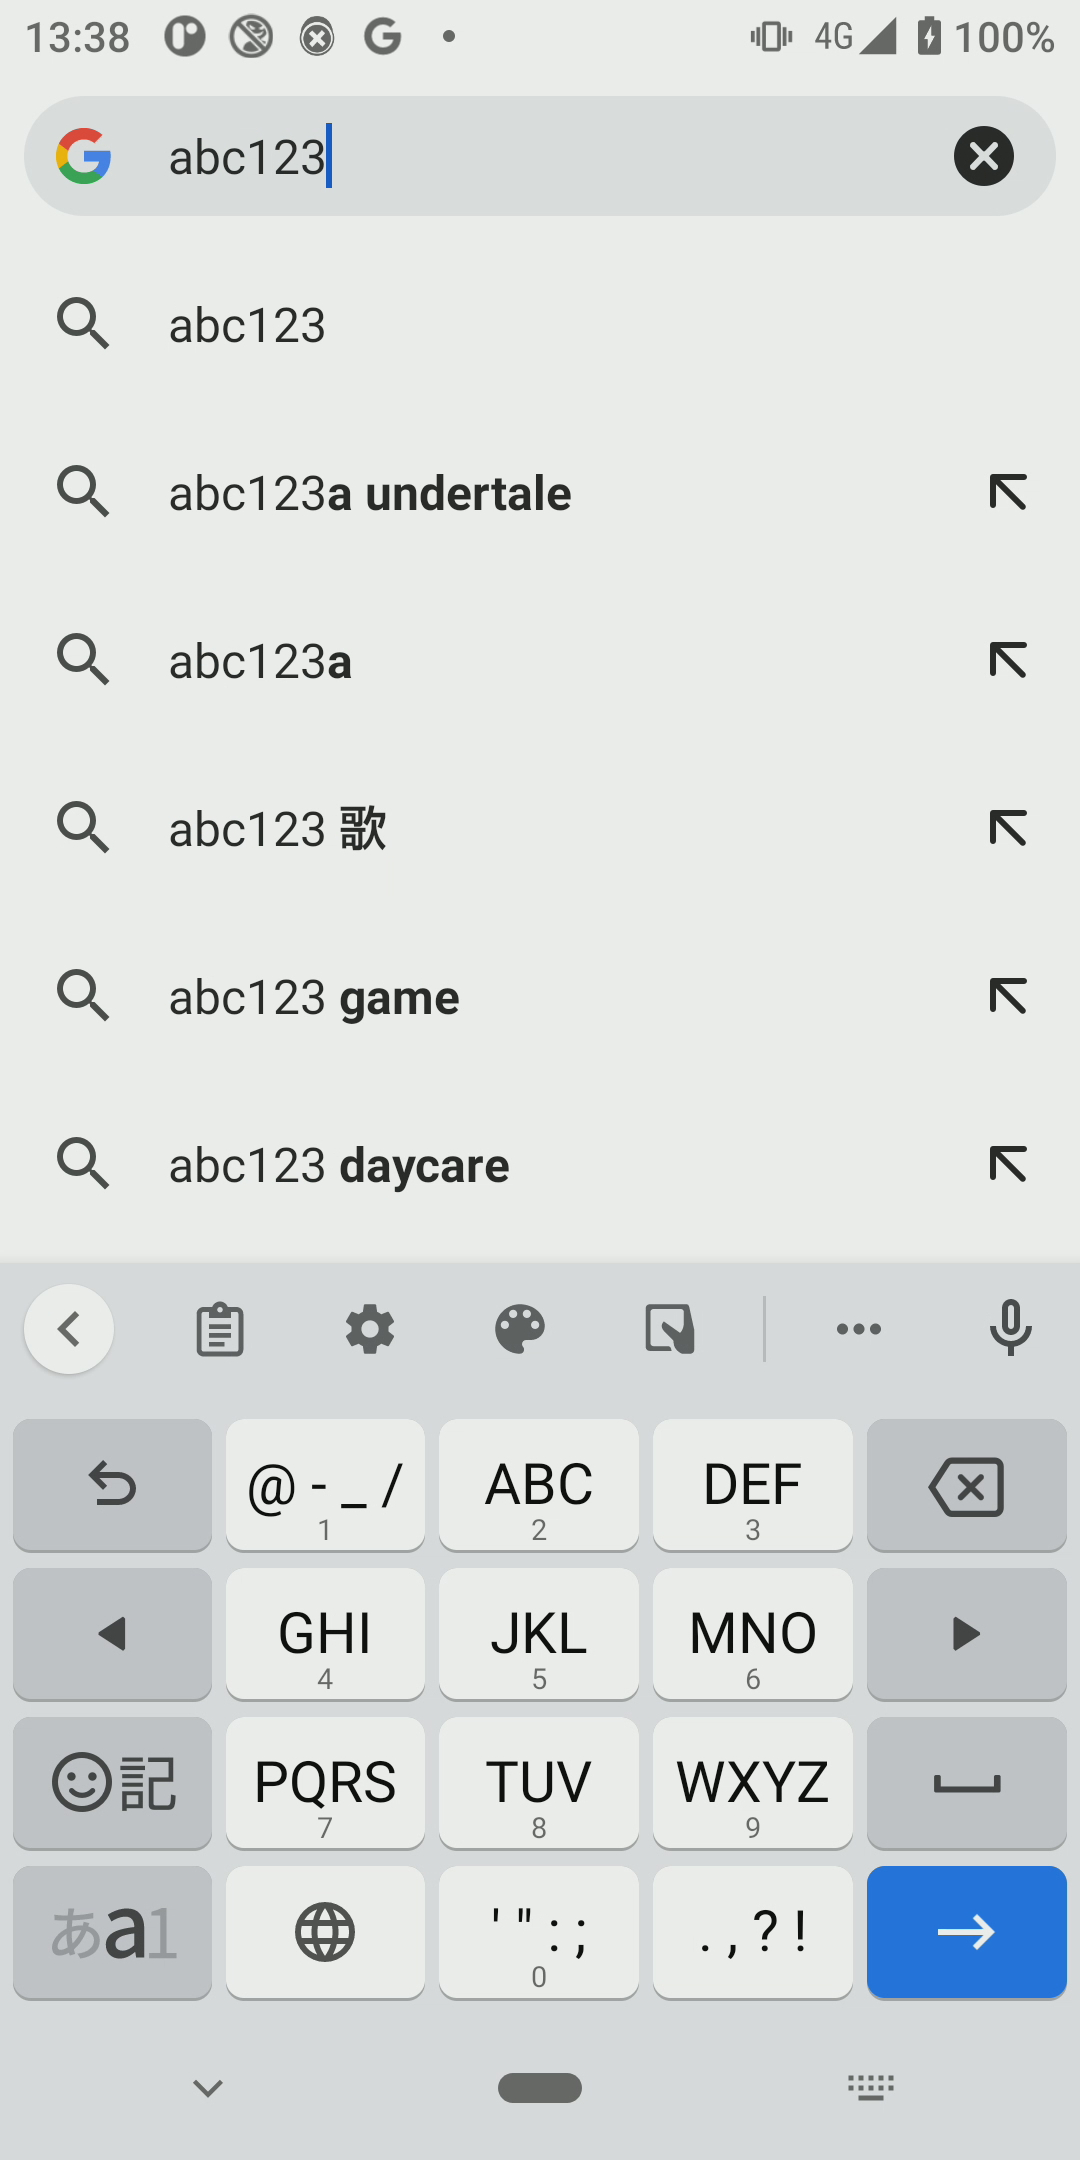 13:38 4G 100%
abc123
abc123
abc123a undertale
abc123a
abc123 歌
abc123 game
abc123 daycare
@ - _ / ABC DEF
1 2 3
GHI JKL MNO
4 5 6
記 PQRS TUV WXYZ
7 8 9
あa1 ' " : ; . , ? !
0